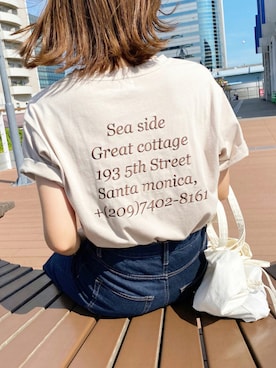 Sea side
Great cottage
193 5th Street
Santa monica,
+(209)7402-8161